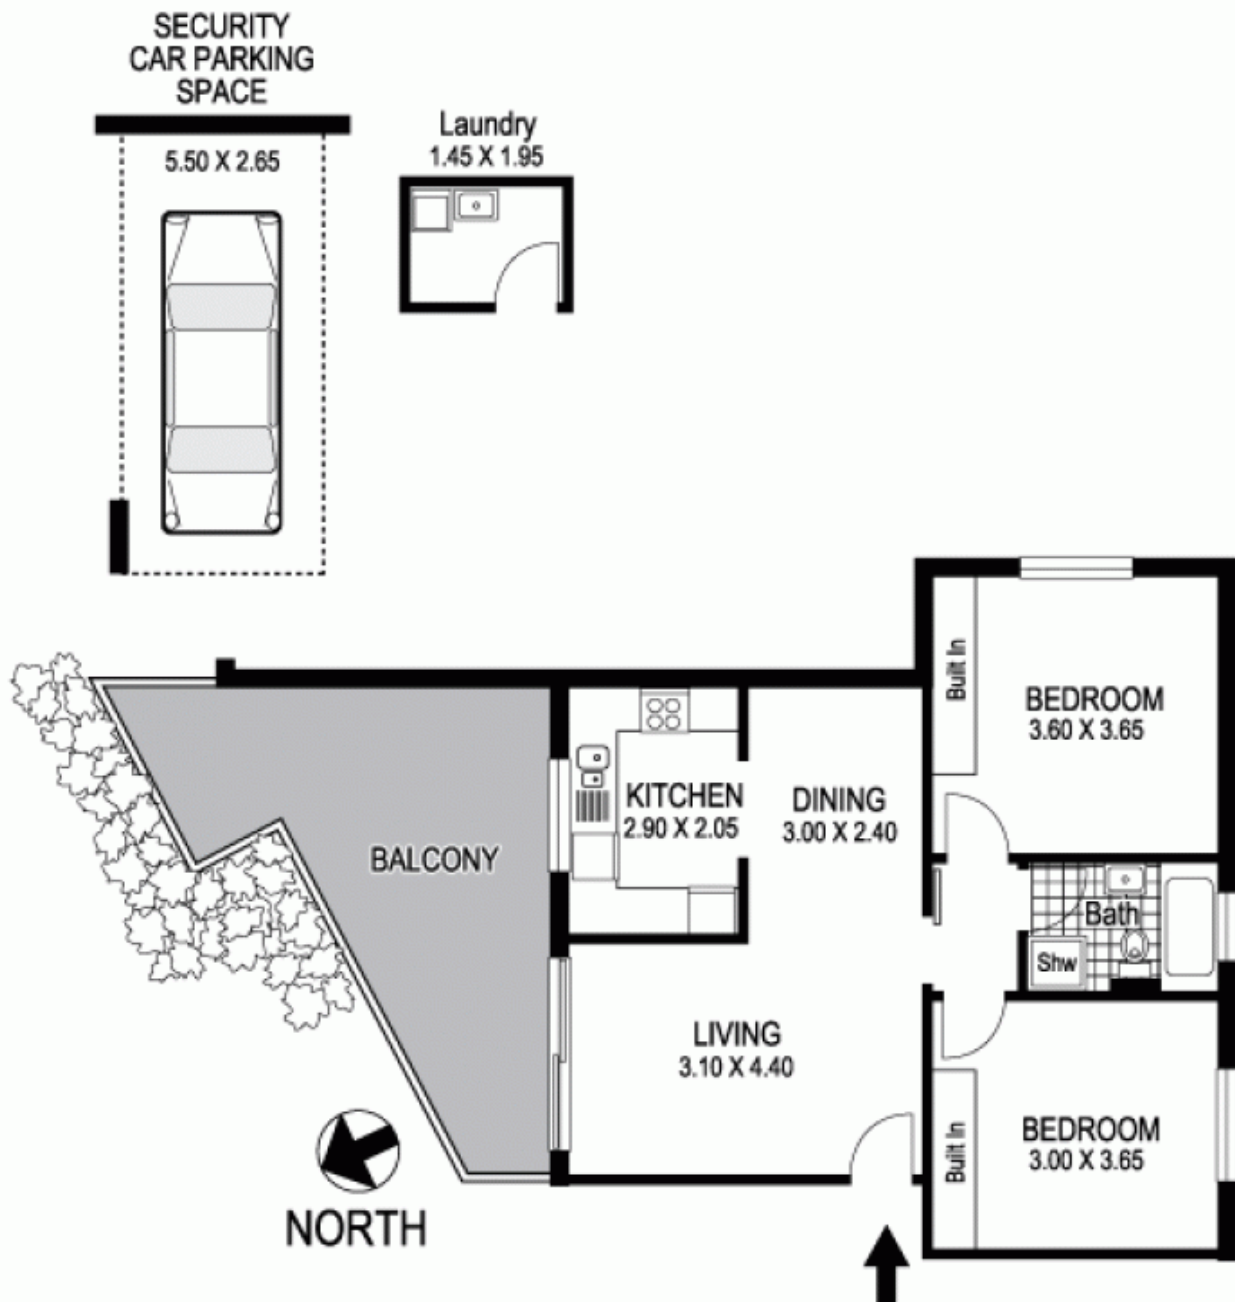 SECURITY
CAR PARKING
SPACE
5.50 X 2.65
Laundry
1.45 X 1.95
Built In
BEDROOM
3.60 X 3.65
KITCHEN
2.90 X 2.05
DINING
3.00 X 2.40
BALCONY
Bath
Shw
LIVING
3.10 X 4.40
Built In
BEDROOM
3.00 X 3.65
NORTH